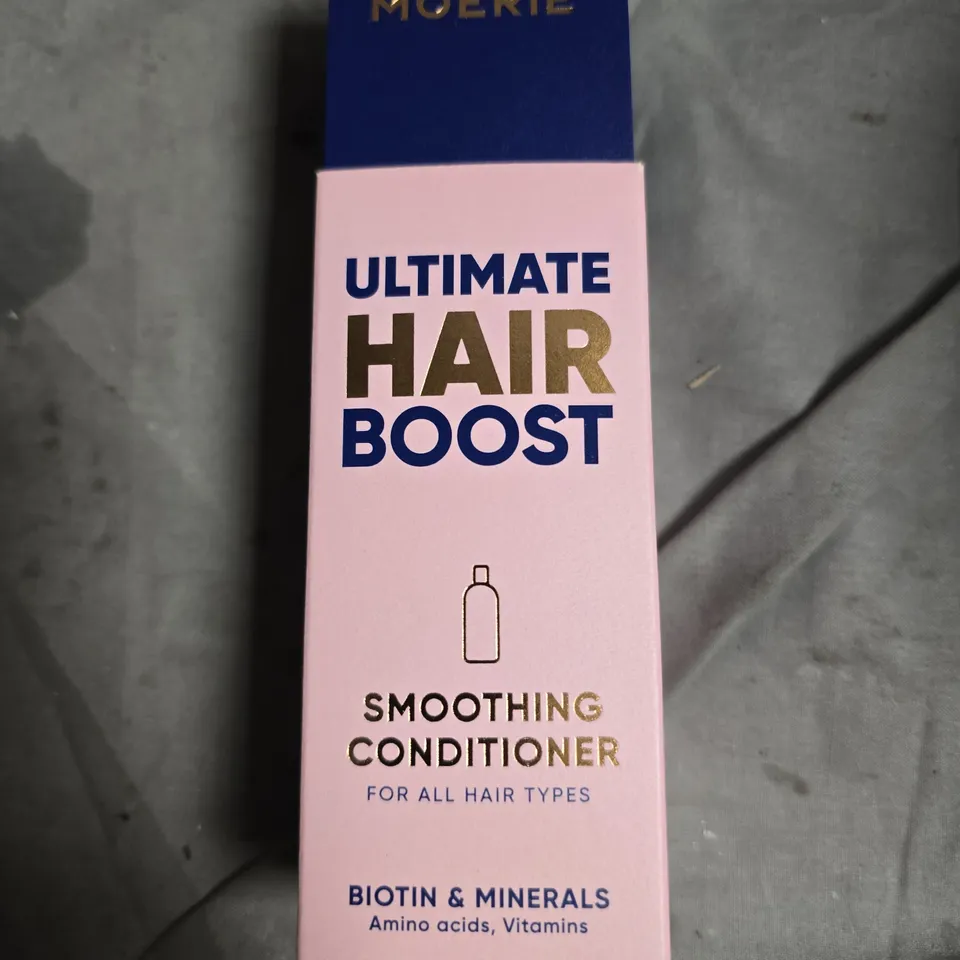 MOERIE
ULTIMATE
HAIR
BOOST
SMOOTHING
CONDITIONER
FOR ALL HAIR TYPES
BIOTIN & MINERALS
Amino acids, Vitamins